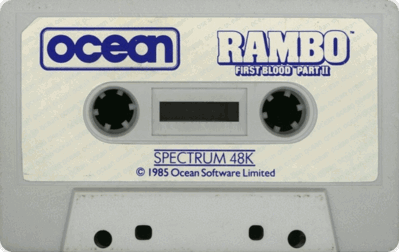 ocean
RAMBO™
FIRST BLOOD PART II
SPECTRUM 48K
© 1985 Ocean Software Limited